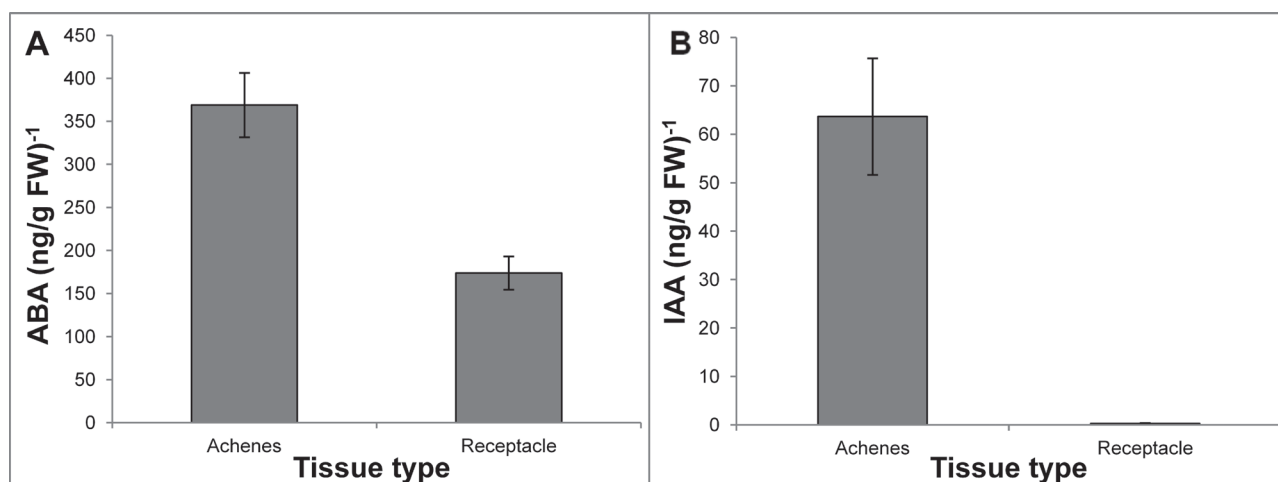 A
ABA (ng/g FW)-1
450
400
350
300
250
200
150
100
50
0
Achenes Receptacle
Tissue type
B
IAA (ng/g FW)-1
80
70
60
50
40
30
20
10
0
Achenes Receptacle
Tissue type